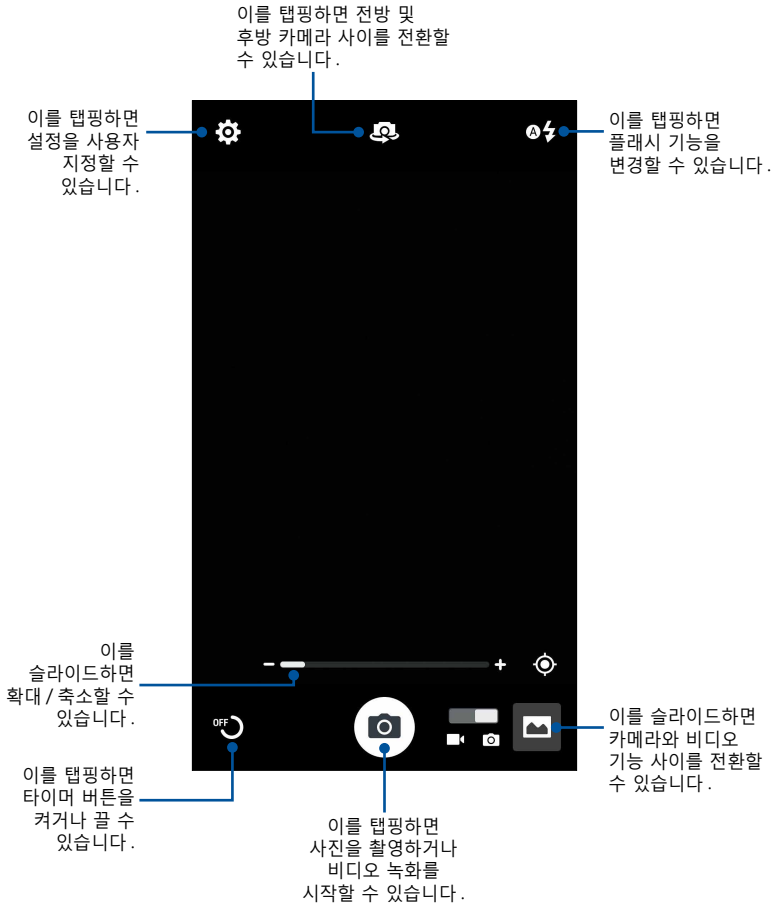 이를 탭핑하면 전방 및
후방 카메라 사이를 전환할
수 있습니다.
이를 탭핑하면
설정을 사용자
지정할 수
있습니다.
A
이를 탭핑하면
플래시 기능을
변경할 수 있습니다.
이를
슬라이드하면
확대/축소할 수
있습니다.
OFF
이를 슬라이드하면
카메라와 비디오
기능 사이를 전환할
수 있습니다.
이를 탭핑하면
타이머 버튼을
켜거나 끌 수
있습니다.
이를 탭핑하면
사진을 촬영하거나
비디오 녹화를
시작할 수 있습니다.